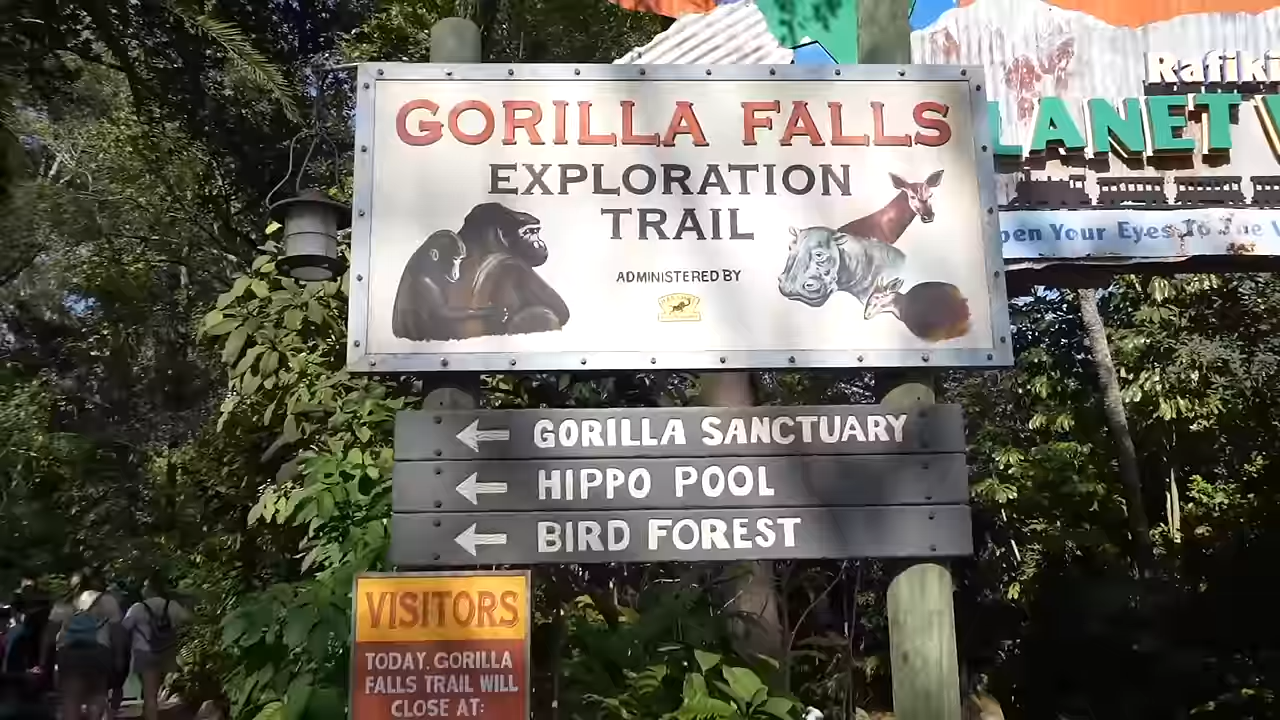 GORILLA FALLS
EXPLORATION
TRAIL
ADMINISTERED BY
GORILLA SANCTUARY
HIPPO POOL
BIRD FOREST
VISITORS
TODAY, GORILLA
FALLS TRAIL WILL
CLOSE AT:
Rafiki
LANET
Your Eyes To